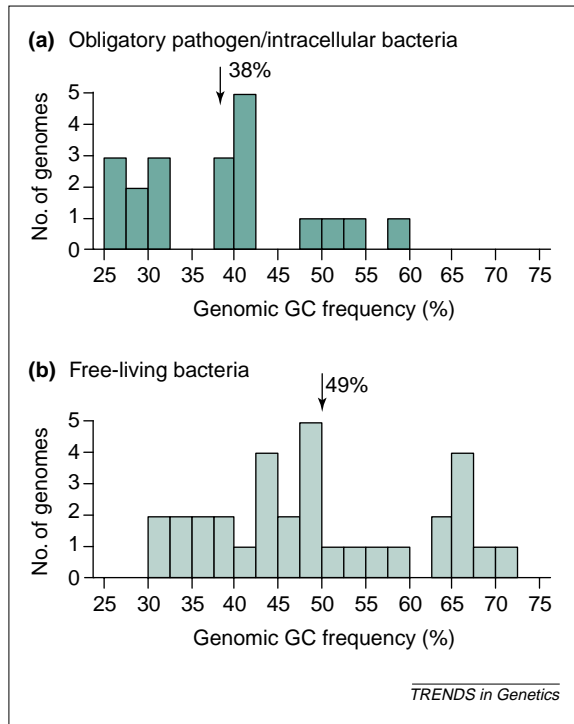 (a) Obligatory pathogen/intracellular bacteria
38%
5
4
3
2
1
0
No. of genomes
25 30 35 40 45 50 55 60 65 70 75
Genomic GC frequency (%)
(b) Free-living bacteria
49%
5
4
3
2
1
0
No. of genomes
25 30 35 40 45 50 55 60 65 70 75
Genomic GC frequency (%)
TRENDS in Genetics